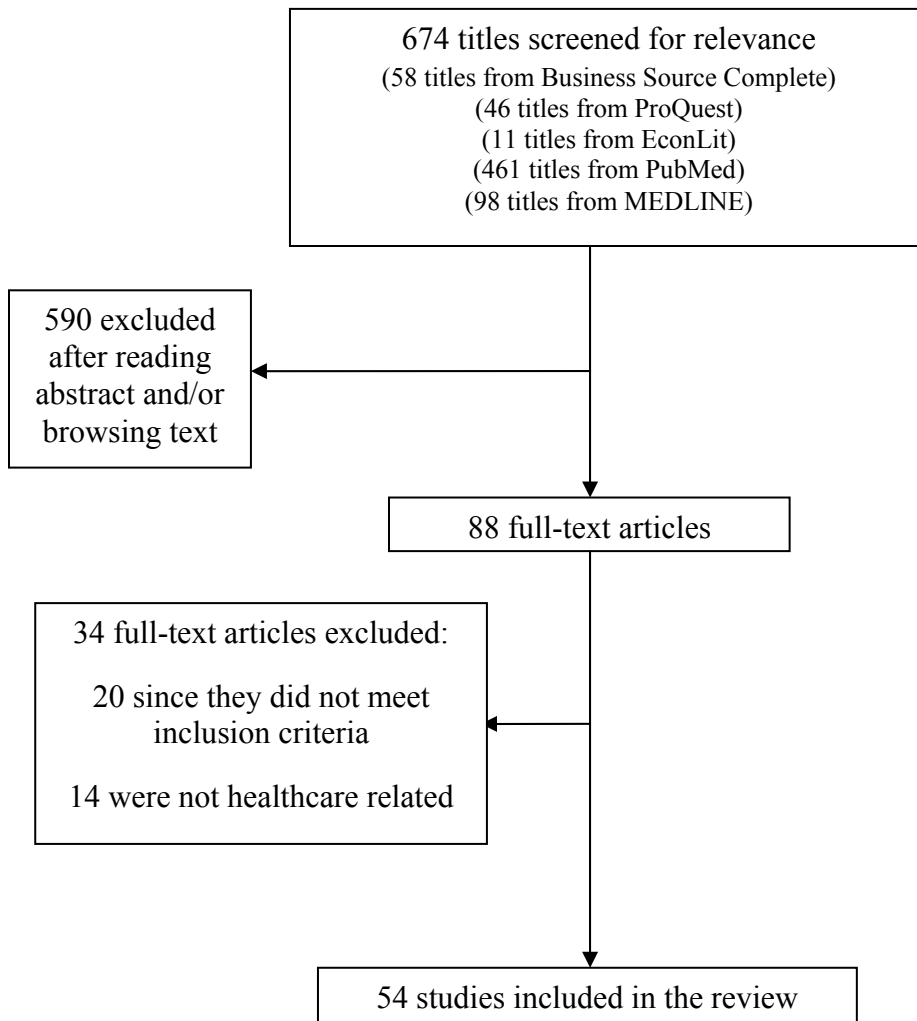 674 titles screened for relevance
(58 titles from Business Source Complete)
(46 titles from ProQuest)
(11 titles from EconLit)
(461 titles from PubMed)
(98 titles from MEDLINE)
590 excluded
after reading
abstract and/or
browsing text
88 full-text articles
34 full-text articles excluded:
20 since they did not meet
inclusion criteria
14 were not healthcare related
54 studies included in the review